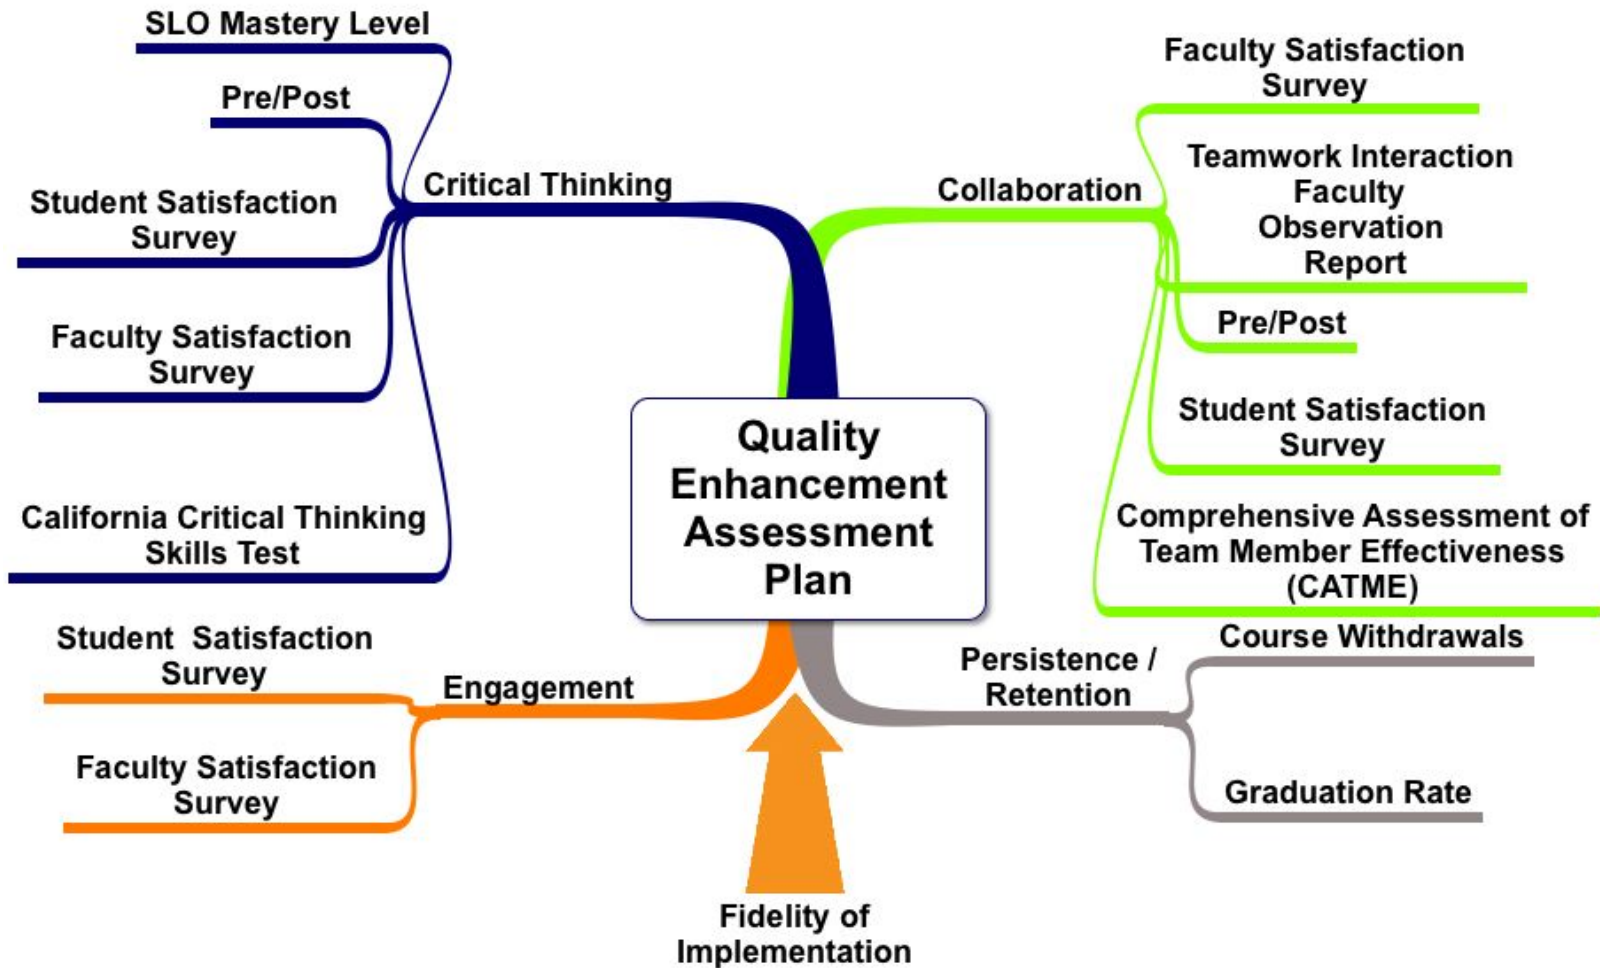 SLO Mastery Level
Pre/Post
Critical Thinking
Student Satisfaction
Survey
Faculty Satisfaction
Survey
California Critical Thinking
Skills Test
Faculty Satisfaction
Survey
Teamwork Interaction
Faculty
Observation
Report
Collaboration
Pre/Post
Student Satisfaction
Survey
Comprehensive Assessment of
Team Member Effectiveness
(CATME)
Quality
Enhancement
Assessment
Plan
Student  Satisfaction
Survey
Engagement
Faculty Satisfaction
Survey
Persistence /
Retention
Course Withdrawals
Graduation Rate
Fidelity of
Implementation